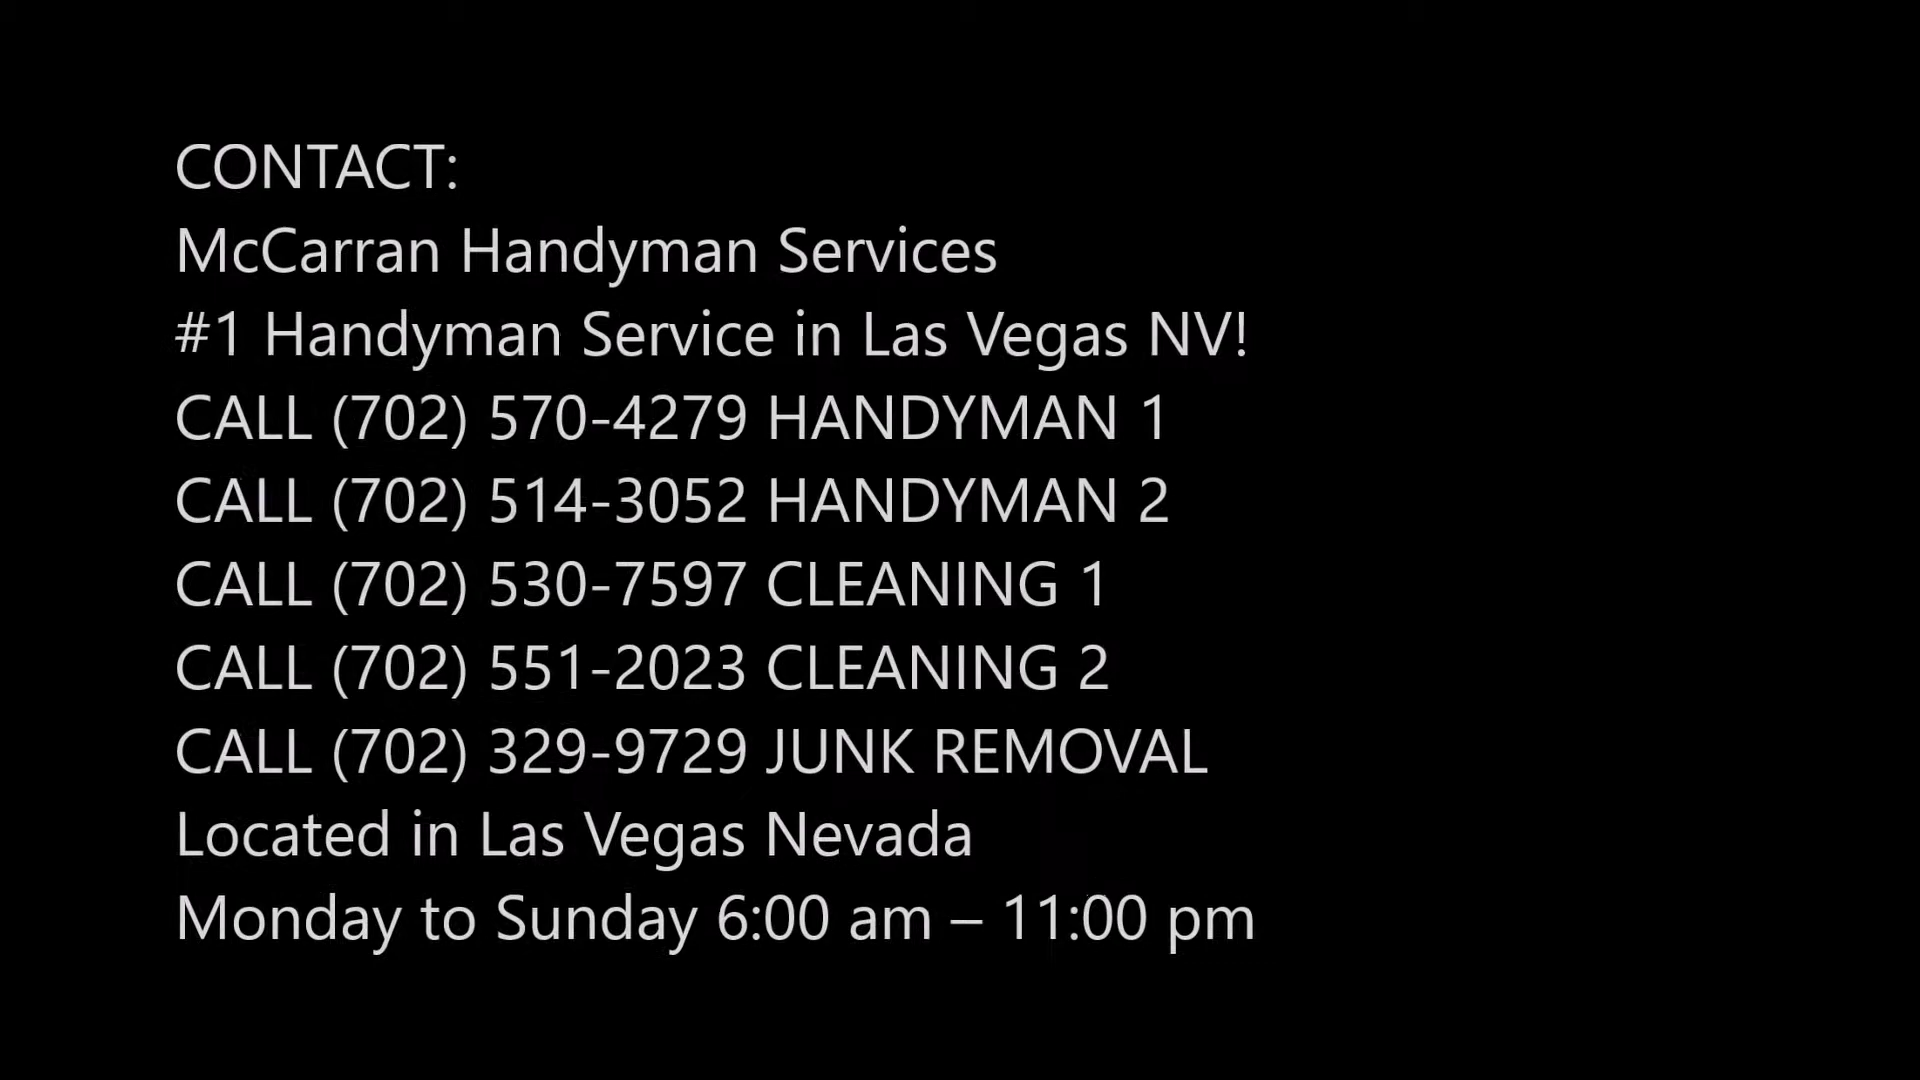 CONTACT:
McCarran Handyman Services
#1 Handyman Service in Las Vegas NV!
CALL (702) 570-4279 HANDYMAN 1
CALL (702) 514-3052 HANDYMAN 2
CALL (702) 530-7597 CLEANING 1
CALL (702) 551-2023 CLEANING 2
CALL (702) 329-9729 JUNK REMOVAL
Located in Las Vegas Nevada
Monday to Sunday 6:00 am – 11:00 pm